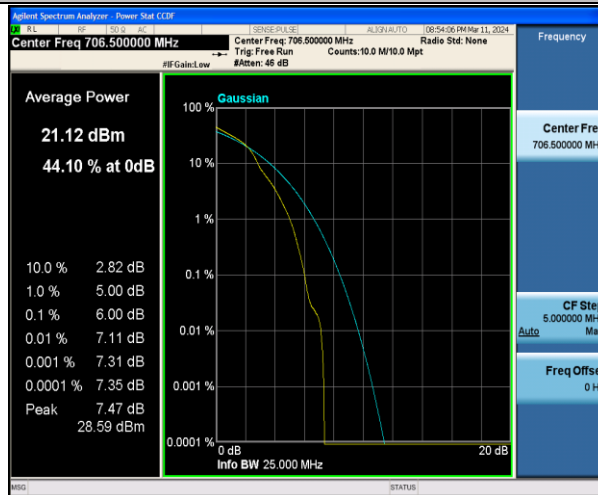 Agilent Spectrum Analyzer - Power Stat CCDF
RL RF 50 Ω AC SENSE:PULSE ALIGN AUTO 08:54:06 PM Mar 11, 2024
Center Freq 706.500000 MHz
Center Freq: 706.500000 MHz Radio Std: None
Trig: Free Run Counts:10.0 M/10.0 Mpt
#IFGain:Low #Atten: 46 dB
Frequency
Average Power
21.12 dBm
44.10 % at 0dB
10.0 % 2.82 dB
1.0 % 5.00 dB
0.1 % 6.00 dB
0.01 % 7.11 dB
0.001 % 7.31 dB
0.0001 % 7.35 dB
Peak 7.47 dB
28.59 dBm
Gaussian
100 %
10 %
1 %
0.1 %
0.01 %
0.001 %
0.0001 %
0 dB 20 dB
Info BW 25.000 MHz
Center Fre
706.500000 MH
CF Ste
5.000000 MH
Auto Ma
Freq Offse
0 H
MSG STATUS